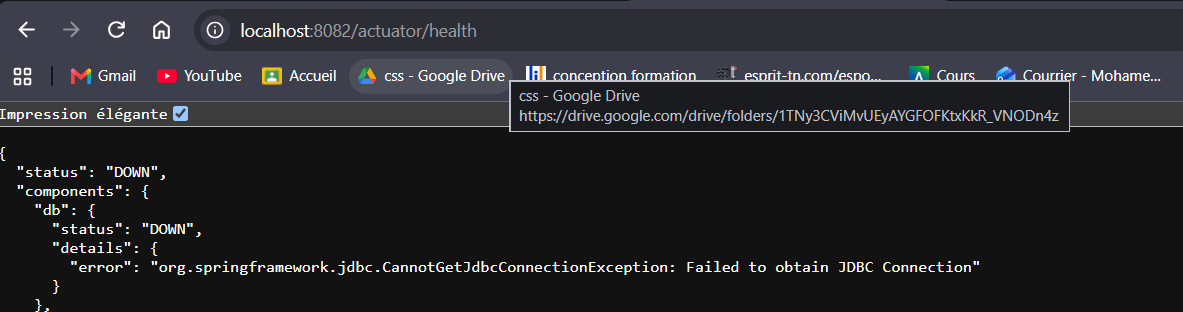 localhost:8082/actuator/health
Gmail YouTube Accueil css - Google Drive conception formation esprit-tn.com/espo... Cours Courrier - Mohame...
css - Google Drive
https://drive.google.com/drive/folders/1TNy3CViMvUEyAYGFOFKtxKkR_VNODn4z
Impression élégante
{
"status": "DOWN",
"components": {
"db": {
"status": "DOWN",
"details": {
"error": "org.springframework.jdbc.CannotGetJdbcConnectionException: Failed to obtain JDBC Connection"
}
},